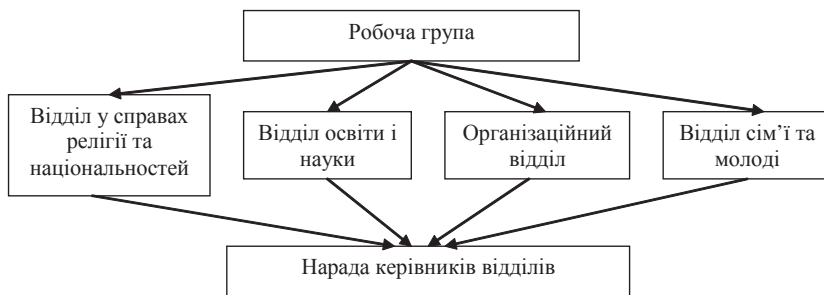 Робоча група
Відділ у справах
релігії та
національностей
Відділ освіти і
науки
Організаційний
відділ
Відділ сім’ї та
молоді
Нарада керівників відділів